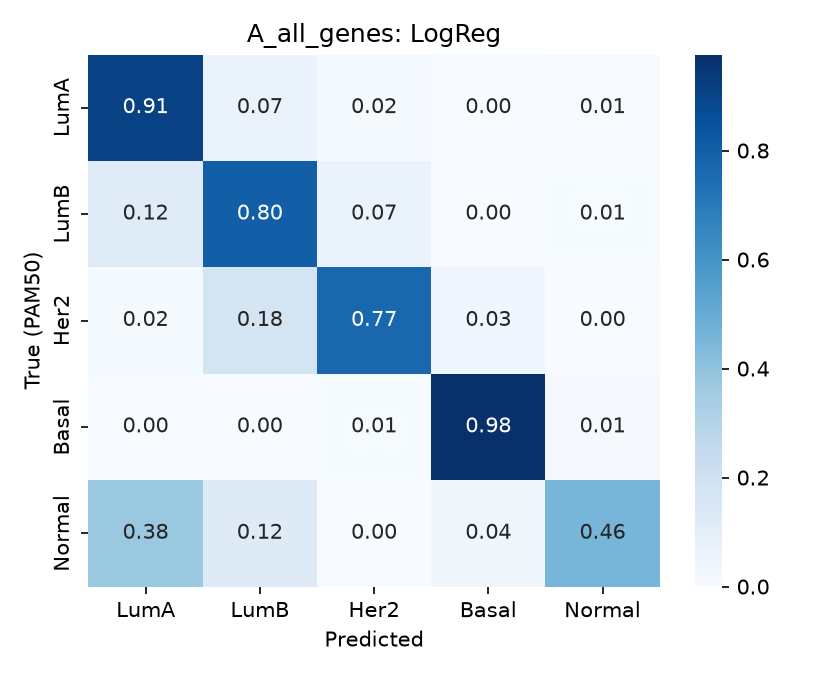 A_all_genes: LogReg
LumA 0.91 0.07 0.02 0.00 0.01
LumB 0.12 0.80 0.07 0.00 0.01
Her2 0.02 0.18 0.77 0.03 0.00
Basal 0.00 0.00 0.01 0.98 0.01
Normal 0.38 0.12 0.00 0.04 0.46
LumA LumB Her2 Basal Normal
Predicted
True (PAM50)
0.8
0.6
0.4
0.2
0.0